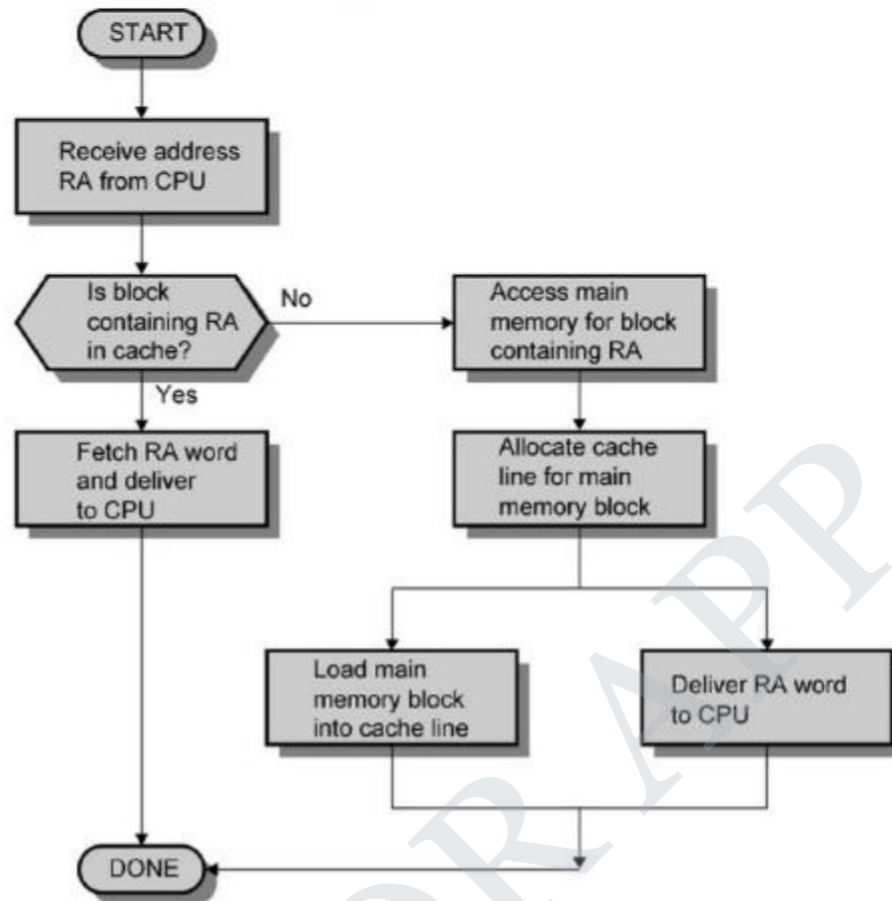 START
Receive address
RA from CPU
Is block
containing RA
in cache?
No
Yes
Access main
memory for block
containing RA
Fetch RA word
and deliver
to CPU
Allocate cache
line for main
memory block
Load main
memory block
into cache line
Deliver RA word
to CPU
DONE
OR APP